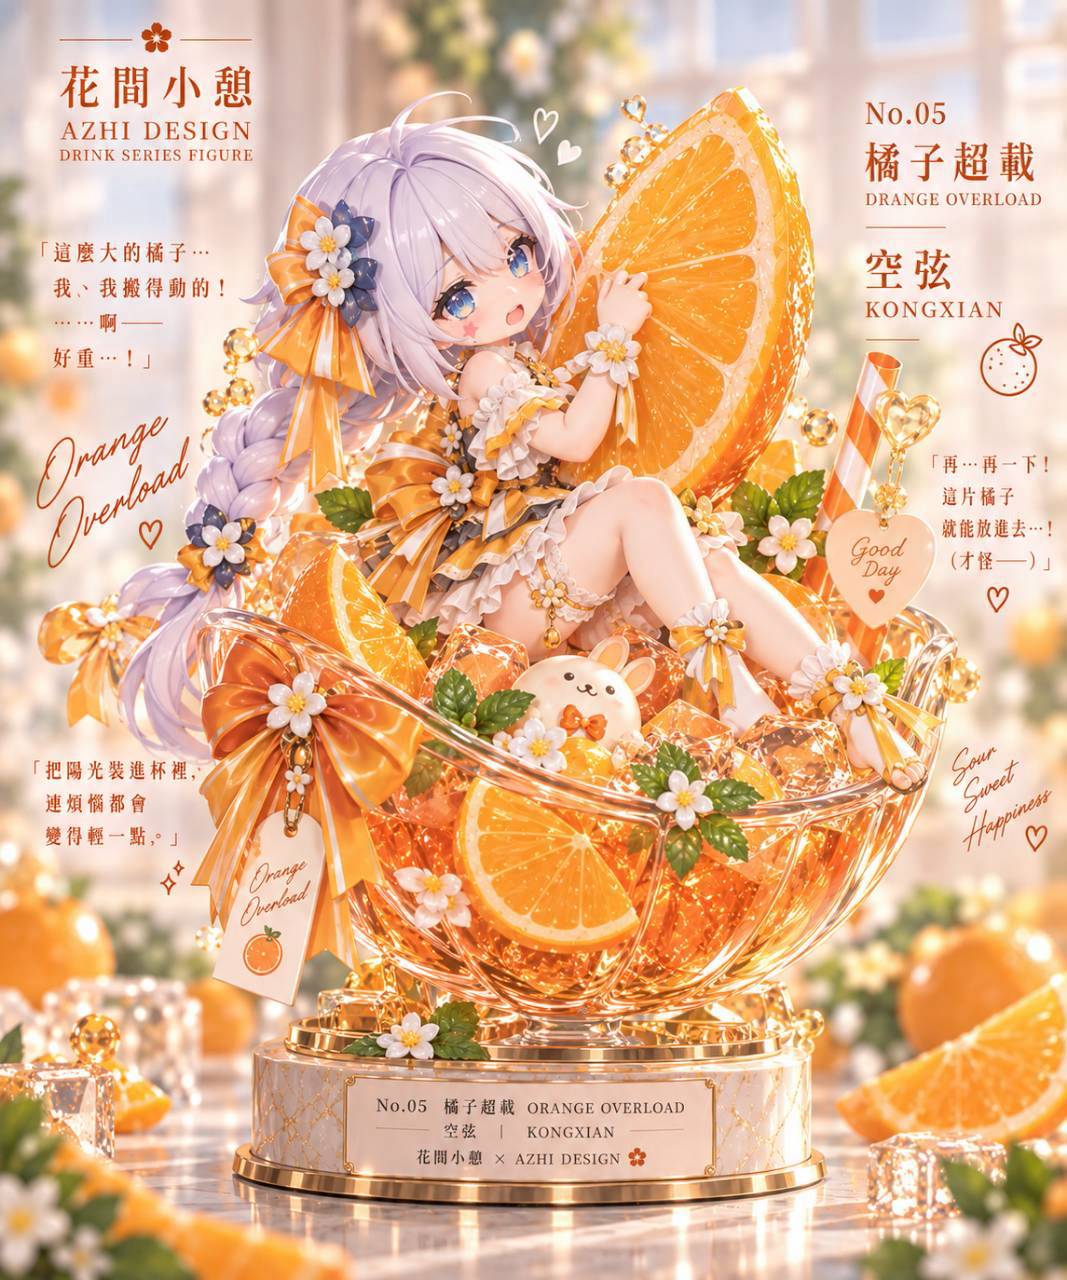 花間小憩
AZHI DESIGN
DRINK SERIES FIGURE
No.05
橘子超載
DRANGE OVERLOAD
空弦
KONGXIAN
「這麼大的橘子…
我、我搬得動的！
……啊——
好重…！」
Orange
Overload
「再…再一下！
這片橘子
就能放進去…！
（才怪——）」
Good
Day
「把陽光裝進杯裡，
連煩惱都會
變得輕一點。」
Sour
Sweet
Happiness
Orange
Overload
No.05 橘子超載 ORANGE OVERLOAD
空弦 | KONGXIAN
花間小憩 × AZHI DESIGN